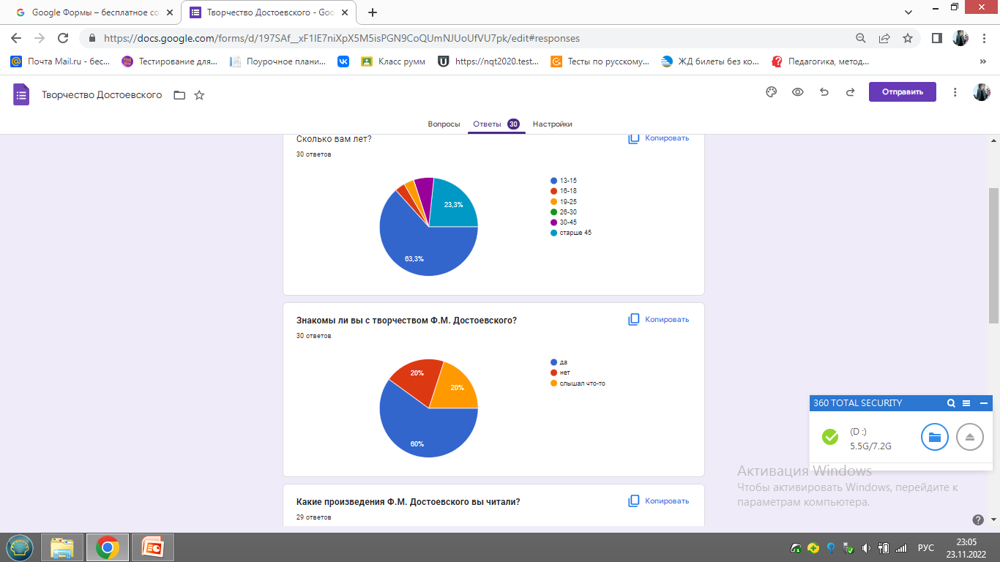 Google Формы – бесплатное со
Творчество Достоевского - Goo
https://docs.google.com/forms/d/197SAf__xF1IE7niXpX5M5isPGN9CoQUmNJUoUfVU7pk/edit#responses
Почта Mail.ru - бес...
Тестирование для...
Поурочное плани...
Класс румм
https://nqt2020.test...
Тесты по русскому...
ЖД билеты без ко...
Педагогика, метод...
Творчество Достоевского
Отправить
Вопросы
Ответы 30
Настройки
Сколько вам лет?
Копировать
30 ответов
23,3%
63,3%
13-15
16-18
19-25
26-30
30-45
старше 45
Знакомы ли вы с творчеством Ф.М. Достоевского?
Копировать
30 ответов
20%
20%
60%
да
нет
слышал что-то
Какие произведения Ф.М. Достоевского вы читали?
Копировать
29 ответов
360 TOTAL SECURITY
(D :)
5.5G/7.2G
Активация Windows
Чтобы активировать Windows, перейдите к
параметрам компьютера.
РУС
23:05
23.11.2022